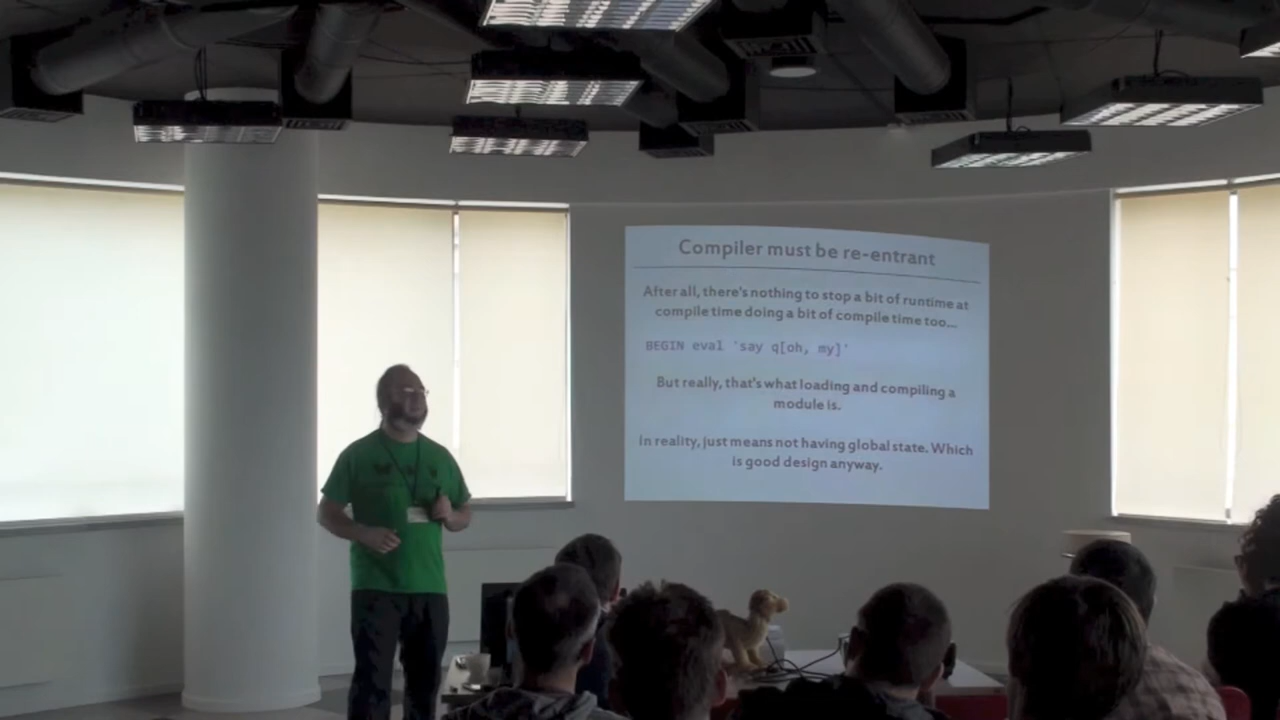 Compiler must be re-entrant
After all, there's nothing to stop a bit of runtime at
compile time doing a bit of compile time too...
BEGIN eval 'say q[oh, my]'
But really, that's what loading and compiling a
module is.
In reality, just means not having global state. Which
is good design anyway.